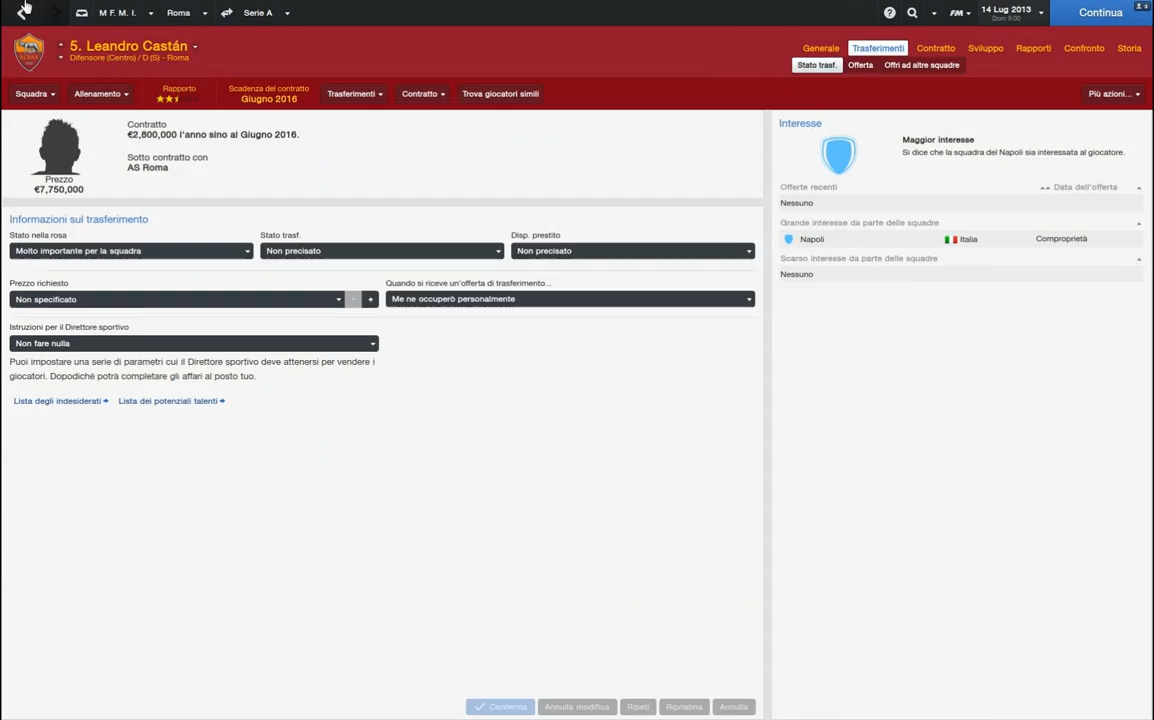 M F. M. I. Roma Serie A FM 14 Lug 2013 Dom 9:00 Continua 3
5. Leandro Castán
Difensore (Centro) / D (S) - Roma
Generale Trasferimenti Contratto Sviluppo Rapporti Confronto Storia
Stato trasf. Offerta Offri ad altre squadre
Squadra Allenamento Rapporto Scadenza del contratto Giugno 2016 Trasferimenti Contratto Trova giocatori simili Più azioni...
Contratto
€2,800,000 l'anno sino al Giugno 2016.
Sotto contratto con
AS Roma
Prezzo
€7,750,000
Informazioni sul trasferimento
Stato nella rosa Stato trasf. Disp. prestito
Molto importante per la squadra Non precisato Non precisato
Prezzo richiesto Quando si riceve un'offerta di trasferimento...
Non specificato - + Me ne occuperò personalmente
Istruzioni per il Direttore sportivo
Non fare nulla
Puoi impostare una serie di parametri cui il Direttore sportivo deve attenersi per vendere i
giocatori. Dopodiché potrà completare gli affari al posto tuo.
Lista degli indesiderati Lista dei potenziali talenti
Interesse
Maggior interesse
Si dice che la squadra del Napoli sia interessata al giocatore.
Offerte recenti Data dell'offerta
Nessuno
Grande interesse da parte delle squadre
Napoli Italia Comproprietà
Scarso interesse da parte delle squadre
Nessuno
Conferma Annulla modifica Ripeti Ripristina Annulla